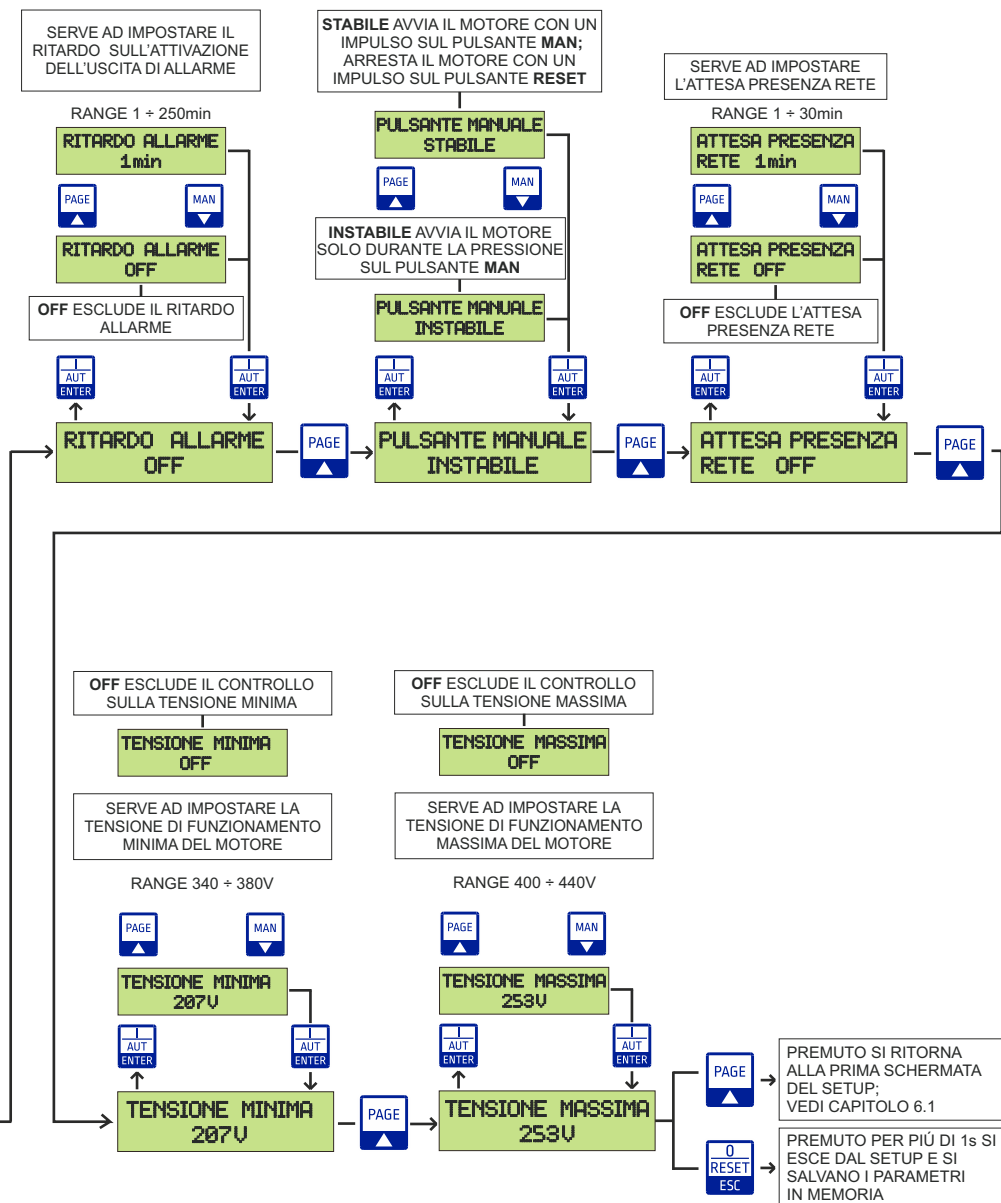 SERVE AD IMPOSTARE IL
RITARDO SULL'ATTIVAZIONE
DELL'USCITA DI ALLARME
RANGE 1 ÷ 250min
RITARDO ALLARME
1min
PAGE
MAN
RITARDO ALLARME
OFF
OFF ESCLUDE IL RITARDO
ALLARME
I
AUT
ENTER
I
AUT
ENTER
RITARDO ALLARME
OFF
PAGE
STABILE AVVIA IL MOTORE CON UN
IMPULSO SUL PULSANTE MAN;
ARRESTA IL MOTORE CON UN
IMPULSO SUL PULSANTE RESET
PULSANTE MANUALE
STABILE
PAGE
MAN
INSTABILE AVVIA IL MOTORE
SOLO DURANTE LA PRESSIONE
SUL PULSANTE MAN
PULSANTE MANUALE
INSTABILE
I
AUT
ENTER
I
AUT
ENTER
PULSANTE MANUALE
INSTABILE
PAGE
SERVE AD IMPOSTARE
L'ATTESA PRESENZA RETE
RANGE 1 ÷ 30min
ATTESA PRESENZA
RETE 1min
PAGE
MAN
ATTESA PRESENZA
RETE OFF
OFF ESCLUDE L'ATTESA
PRESENZA RETE
I
AUT
ENTER
I
AUT
ENTER
ATTESA PRESENZA
RETE OFF
PAGE
OFF ESCLUDE IL CONTROLLO
SULLA TENSIONE MINIMA
TENSIONE MINIMA
OFF
SERVE AD IMPOSTARE LA
TENSIONE DI FUNZIONAMENTO
MINIMA DEL MOTORE
RANGE 340 ÷ 380V
PAGE
MAN
TENSIONE MINIMA
207V
I
AUT
ENTER
I
AUT
ENTER
TENSIONE MINIMA
207V
PAGE
OFF ESCLUDE IL CONTROLLO
SULLA TENSIONE MASSIMA
TENSIONE MASSIMA
OFF
SERVE AD IMPOSTARE LA
TENSIONE DI FUNZIONAMENTO
MASSIMA DEL MOTORE
RANGE 400 ÷ 440V
PAGE
MAN
TENSIONE MASSIMA
253V
I
AUT
ENTER
I
AUT
ENTER
TENSIONE MASSIMA
253V
PAGE
PREMUTO SI RITORNA
ALLA PRIMA SCHERMATA
DEL SETUP;
VEDI CAPITOLO 6.1
0
RESET
ESC
PREMUTO PER PIÚ DI 1s SI
ESCE DAL SETUP E SI
SALVANO I PARAMETRI
IN MEMORIA